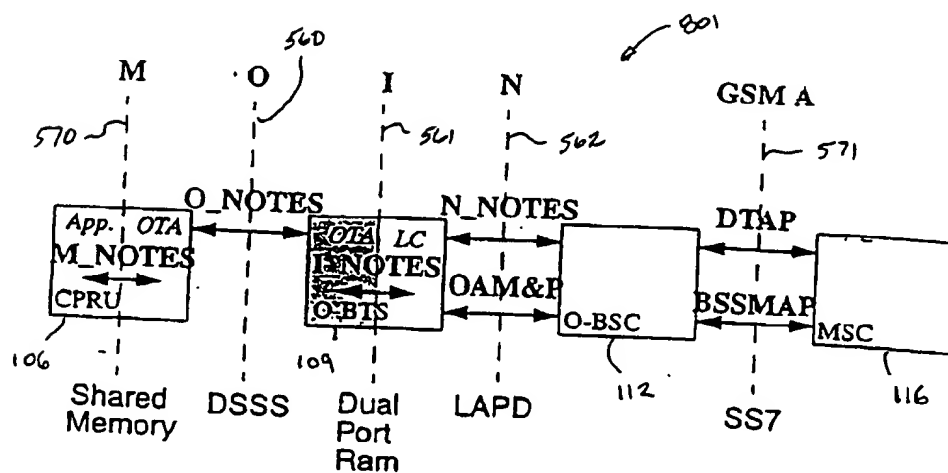 801
560
M O I N
GSM A
570
561
562
571
O_NOTES
N_NOTES
DTAP
App. OTA
OTA LC
M_NOTES
I_NOTES
OAM&P
BSSMAP
CPRU
O-BTS
O-BSC
MSC
106
109
112
116
Shared
Memory
DSSS
Dual
Port
Ram
LAPD
SS7